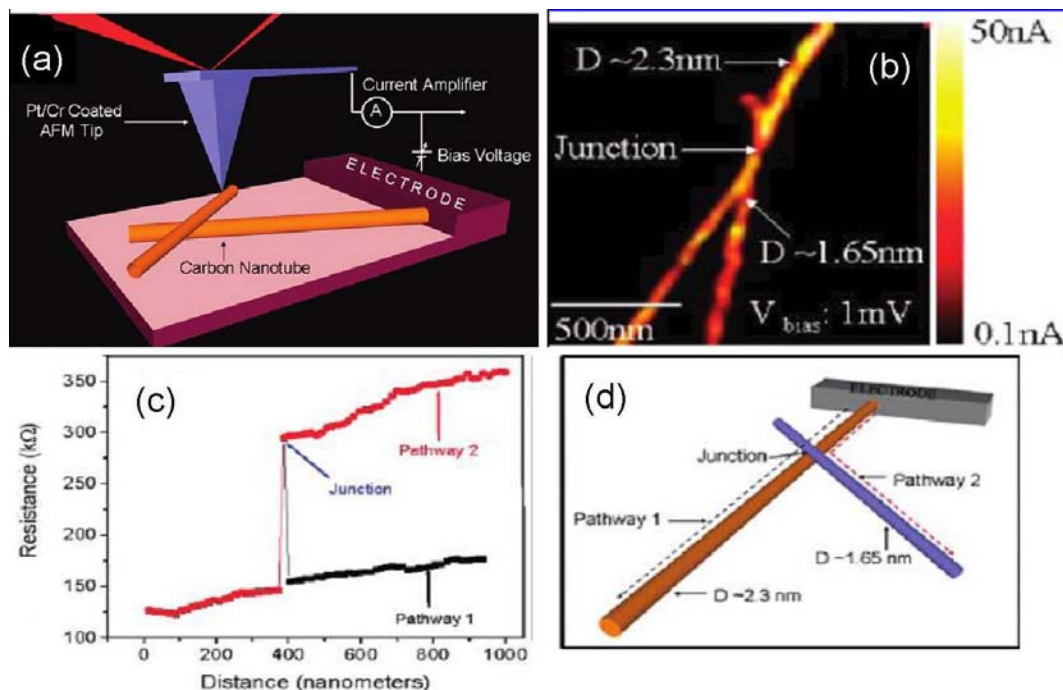 (a)
Pt/Cr Coated
AFM Tip
Current Amplifier
A
Bias Voltage
ELECTRODE
Carbon Nanotube
(b)
D ~2.3nm
Junction
D ~1.65nm
500nm
V bias: 1mV
50nA
0.1nA
(c)
Resistance (kΩ)
350
300
250
200
150
100
Pathway 2
Junction
Pathway 1
0
200
400
600
800
1000
Distance (nanometers)
(d)
ELECTRODE
Junction
Pathway 2
Pathway 1
D ~1.65 nm
D ~2.3 nm